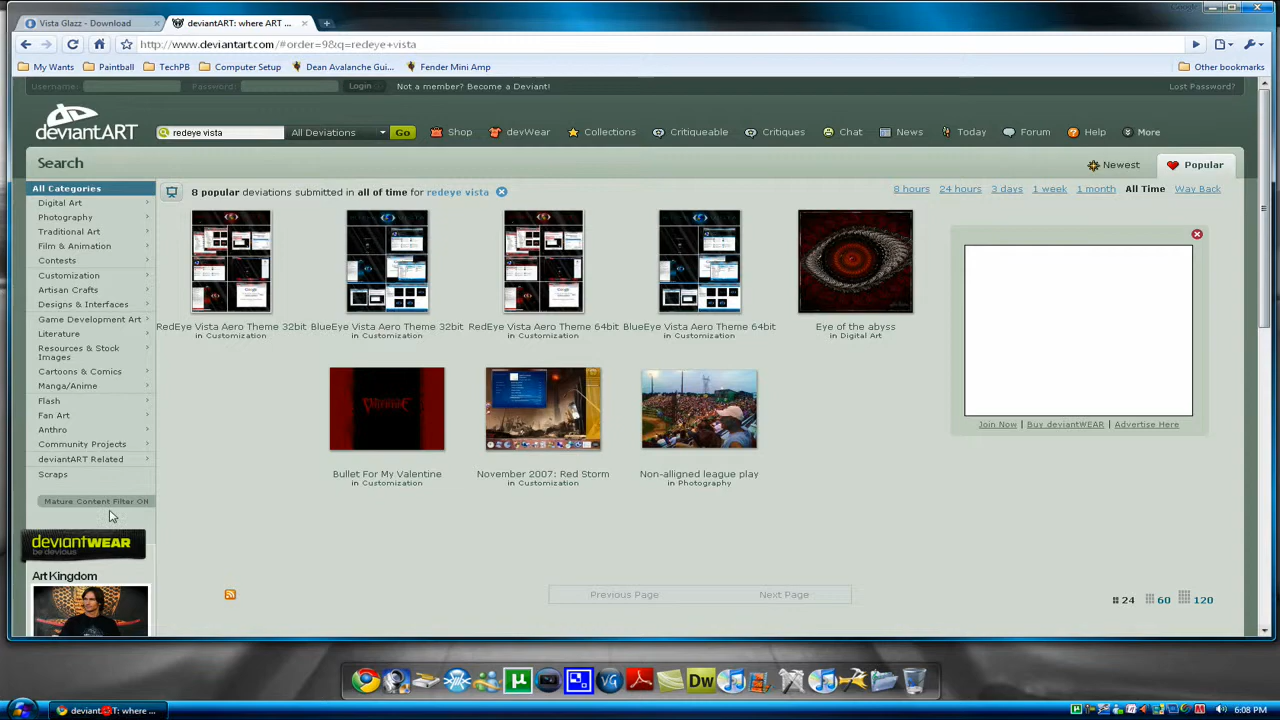 Google
Vista Glazz - Download
deviantART: where ART ...
http://www.deviantart.com/#order=9&q=redeye+vista
My Wants
Paintball
TechPB
Computer Setup
Dean Avalanche Gui...
Fender Mini Amp
Other bookmarks
Username:
Password:
Login
Not a member? Become a Deviant!
Lost Password?
deviantART
redeye vista
All Deviations
Go
Shop
devWear
Collections
Critiqueable
Critiques
Chat
News
Today
Forum
Help
More
Search
Newest
Popular
All Categories
8 popular deviations submitted in all of time for redeye vista
8 hours
24 hours
3 days
1 week
1 month
All Time
Way Back
Digital Art
Photography
Traditional Art
Film & Animation
Contests
Customization
Artisan Crafts
Designs & Interfaces
Game Development Art
Literature
Resources & Stock
Images
Cartoons & Comics
Manga/Anime
Flash
Fan Art
Anthro
Community Projects
deviantART Related
Scraps
Mature Content Filter ON
deviantWEAR
be devious
Art Kingdom
RedEye Vista Aero Theme 32bit
in Customization
BlueEye Vista Aero Theme 32bit
in Customization
RedEye Vista Aero Theme 64bit
in Customization
BlueEye Vista Aero Theme 64bit
in Customization
Eye of the abyss
in Digital Art
Bullet For My Valentine
in Customization
November 2007: Red Storm
in Customization
Non-alligned league play
in Photography
Join Now | Buy deviantWEAR | Advertise Here
Previous Page
Next Page
24
60
120
µ
VG
Dw
deviantART: where ...
6:08 PM